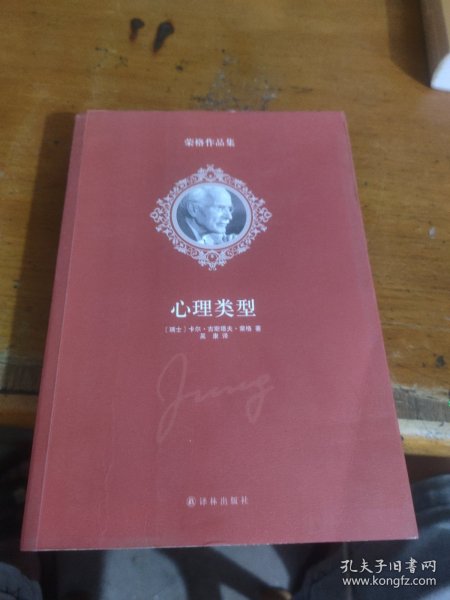 荣格作品集
心理类型
［瑞士］卡尔·古斯塔夫·荣格 著
吴康 译
Jung
译林出版社
孔夫子旧书网
www.kongfz.com